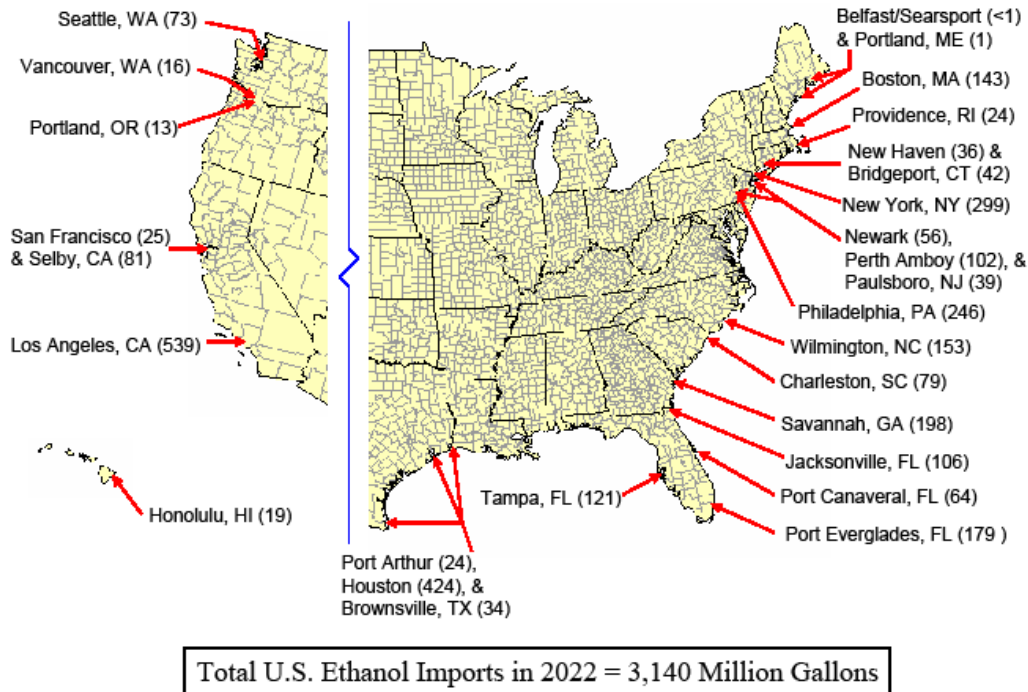 Seattle, WA (73)
Vancouver, WA (16)
Portland, OR (13)
San Francisco (25)
& Selby, CA (81)
Los Angeles, CA (539)
Honolulu, HI (19)
Belfast/Searsport (<1)
& Portland, ME (1)
Boston, MA (143)
Providence, RI (24)
New Haven (36) &
Bridgeport, CT (42)
New York, NY (299)
Newark (56),
Perth Amboy (102), &
Paulsboro, NJ (39)
Philadelphia, PA (246)
Wilmington, NC (153)
Charleston, SC (79)
Savannah, GA (198)
Jacksonville, FL (106)
Port Canaveral, FL (64)
Port Everglades, FL (179 )
Tampa, FL (121)
Port Arthur (24),
Houston (424), &
Brownsville, TX (34)
Total U.S. Ethanol Imports in 2022 = 3,140 Million Gallons